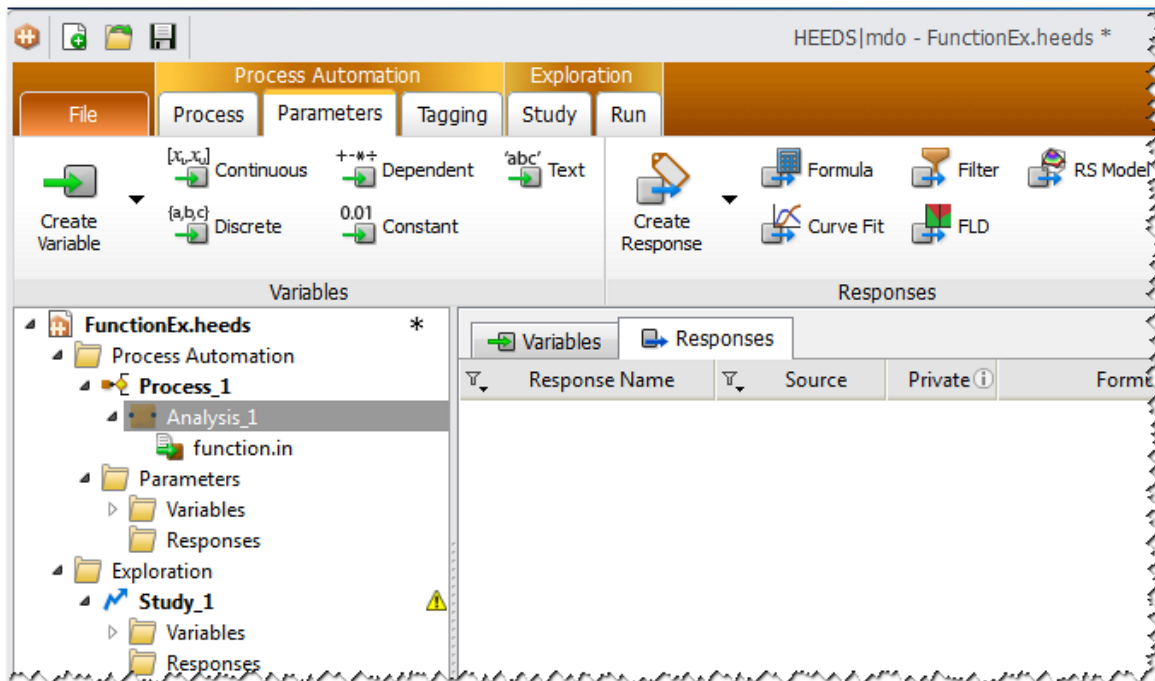 HEEDS|mdo - FunctionEx.heeds *
Process Automation
Exploration
File
Process
Parameters
Tagging
Study
Run
Create
Variable
[xL,xu]
Continuous
{a,b,c}
Discrete
+-*÷
Dependent
0.01
Constant
'abc'
Text
Variables
Create
Response
Formula
Curve Fit
Filter
FLD
RS Model
Responses
FunctionEx.heeds *
Process Automation
Process_1
Analysis_1
function.in
Parameters
Variables
Responses
Exploration
Study_1
Variables
Responses
Variables
Responses
Response Name
Source
Private